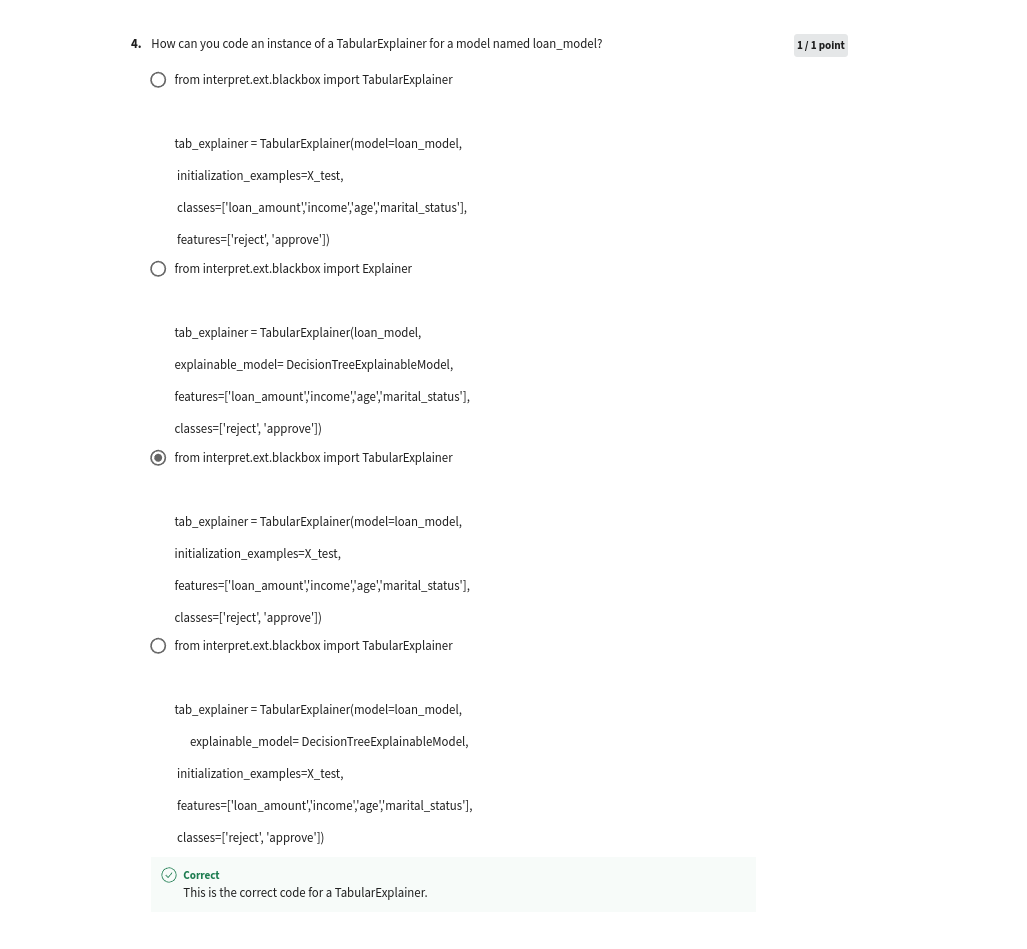 4. How can you code an instance of a TabularExplainer for a model named loan_model?
1 / 1 point
from interpret.ext.blackbox import TabularExplainer
tab_explainer = TabularExplainer(model=loan_model,
initialization_examples=X_test,
classes=['loan_amount','income','age','marital_status'],
features=['reject', 'approve'])
from interpret.ext.blackbox import Explainer
tab_explainer = TabularExplainer(loan_model,
explainable_model= DecisionTreeExplainableModel,
features=['loan_amount','income','age','marital_status'],
classes=['reject', 'approve'])
from interpret.ext.blackbox import TabularExplainer
tab_explainer = TabularExplainer(model=loan_model,
initialization_examples=X_test,
features=['loan_amount','income','age','marital_status'],
classes=['reject', 'approve'])
from interpret.ext.blackbox import TabularExplainer
tab_explainer = TabularExplainer(model=loan_model,
explainable_model= DecisionTreeExplainableModel,
initialization_examples=X_test,
features=['loan_amount','income','age','marital_status'],
classes=['reject', 'approve'])
Correct
This is the correct code for a TabularExplainer.